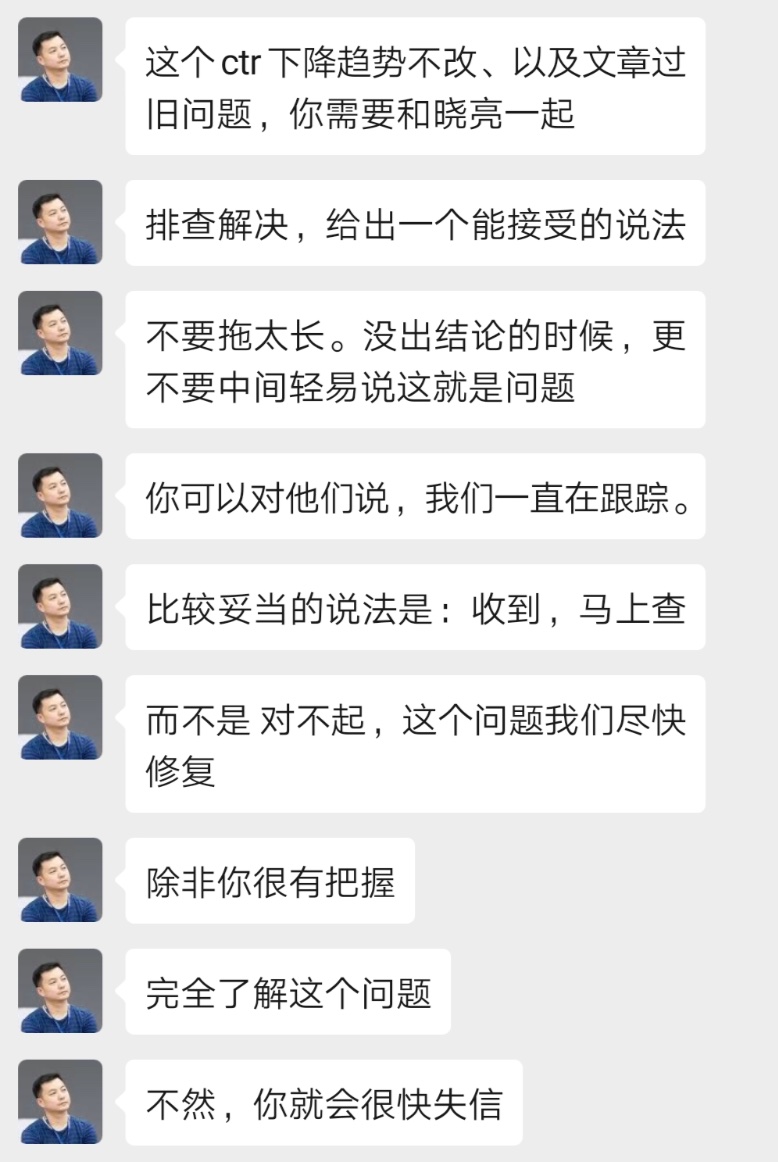 这个ctr下降趋势不改、以及文章过
旧问题，你需要和晓亮一起
排查解决，给出一个能接受的说法
不要拖太长。没出结论的时候，更
不要中间轻易说这就是问题
你可以对他们说，我们一直在跟踪。
比较妥当的说法是：收到，马上查
而不是 对不起，这个问题我们尽快
修复
除非你很有把握
完全了解这个问题
不然，你就会很快失信